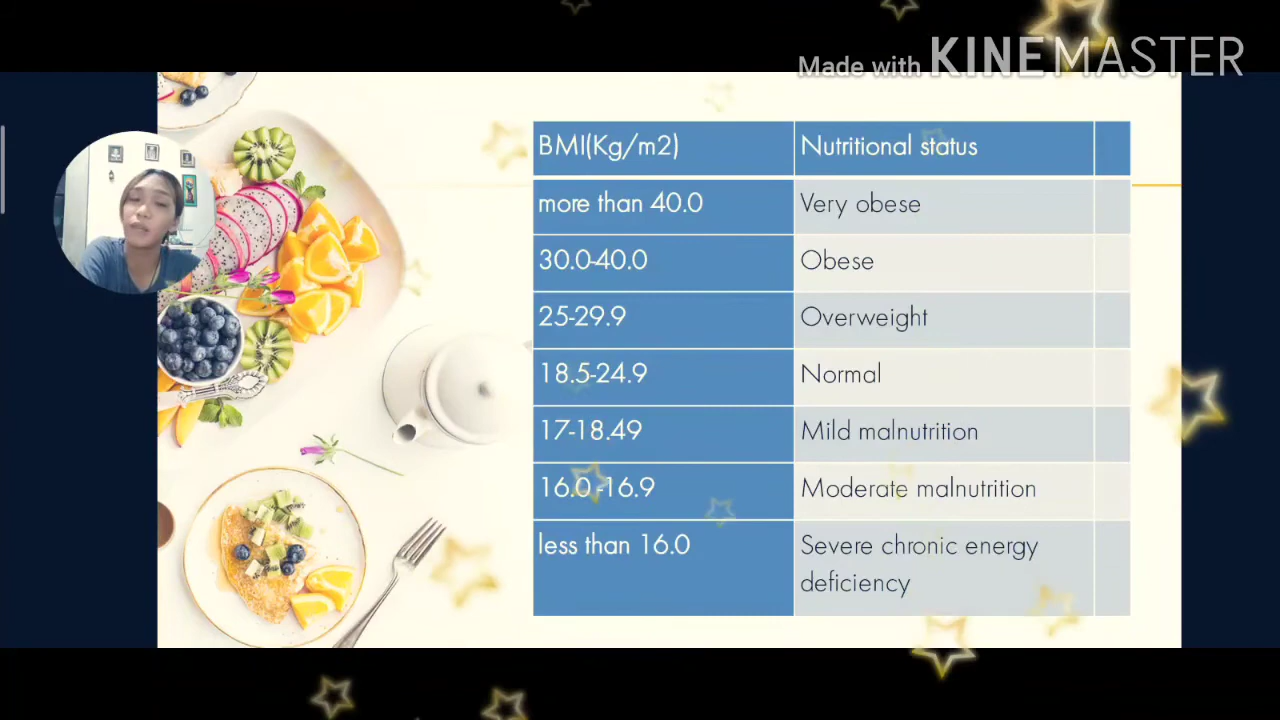 Made with KINEMASTER
BMI(Kg/m2) Nutritional status
more than 40.0 Very obese
30.0-40.0 Obese
25-29.9 Overweight
18.5-24.9 Normal
17-18.49 Mild malnutrition
16.0 -16.9 Moderate malnutrition
less than 16.0 Severe chronic energy
deficiency